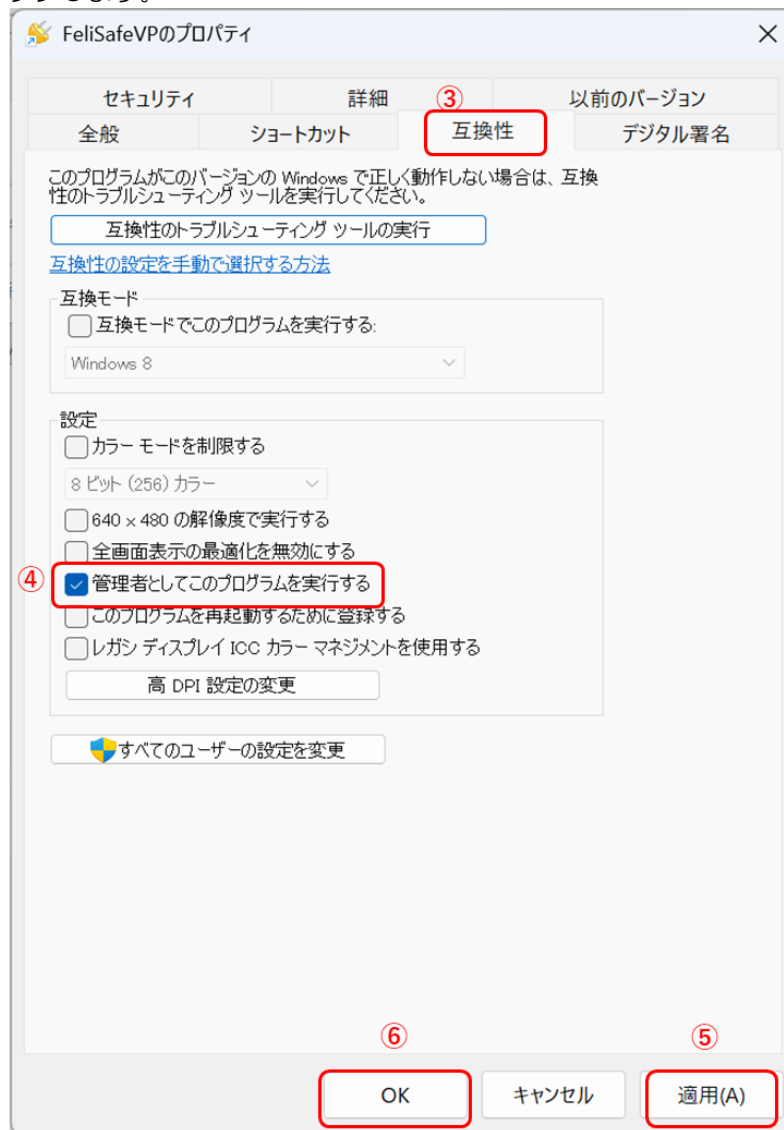 FeliSafeVPのプロパティ
セキュリティ 詳細 ③ 以前のバージョン
全般 ショートカット 互換性 デジタル署名
このプログラムがこのバージョンの Windows で正しく動作しない場合は、互換
性のトラブルシューティング ツールを実行してください。
互換性のトラブルシューティング ツールの実行
互換性の設定を手動で選択する方法
互換モード
互換モードでこのプログラムを実行する:
Windows 8
設定
カラー モードを制限する
8 ビット (256) カラー
640 × 480 の解像度で実行する
全画面表示の最適化を無効にする
④ 管理者としてこのプログラムを実行する
このプログラムを再起動するために登録する
レガシ ディスプレイ ICC カラー マネジメントを使用する
高 DPI 設定の変更
すべてのユーザーの設定を変更
⑥ ⑤
OK キャンセル 適用(A)